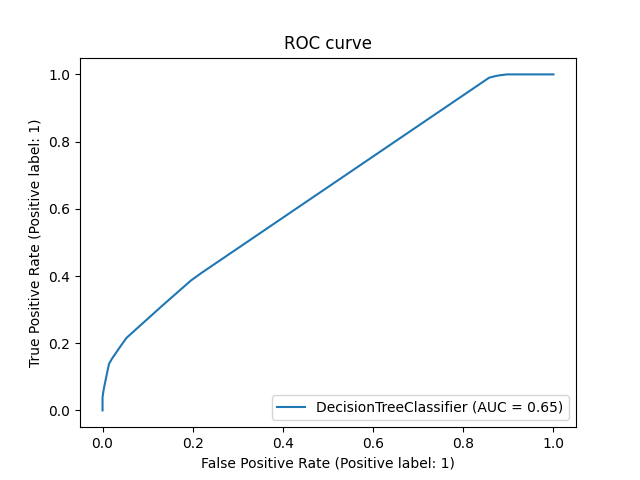 ROC curve
1.0
0.8
0.6
0.4
0.2
0.0
True Positive Rate (Positive label: 1)
DecisionTreeClassifier (AUC = 0.65)
0.0 0.2 0.4 0.6 0.8 1.0
False Positive Rate (Positive label: 1)